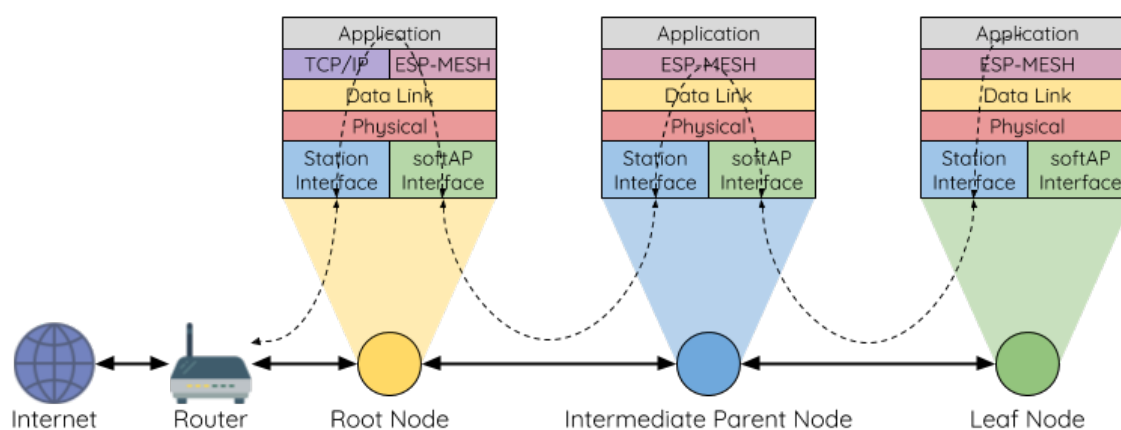 Application
TCP/IP
ESP-MESH
Data Link
Physical
Station
Interface
softAP
Interface
Application
ESP-MESH
Data Link
Physical
Station
Interface
softAP
Interface
Application
ESP-MESH
Data Link
Physical
Station
Interface
softAP
Interface
Internet
Router
Root Node
Intermediate Parent Node
Leaf Node